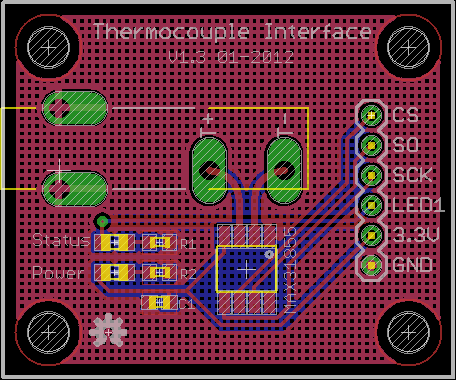 Thermocouple Interface
V1.3 01-2012
+ -
CS
SO
SCK
LED1
3.3V
GND
Status R1
Power R2
C1
MAX31855